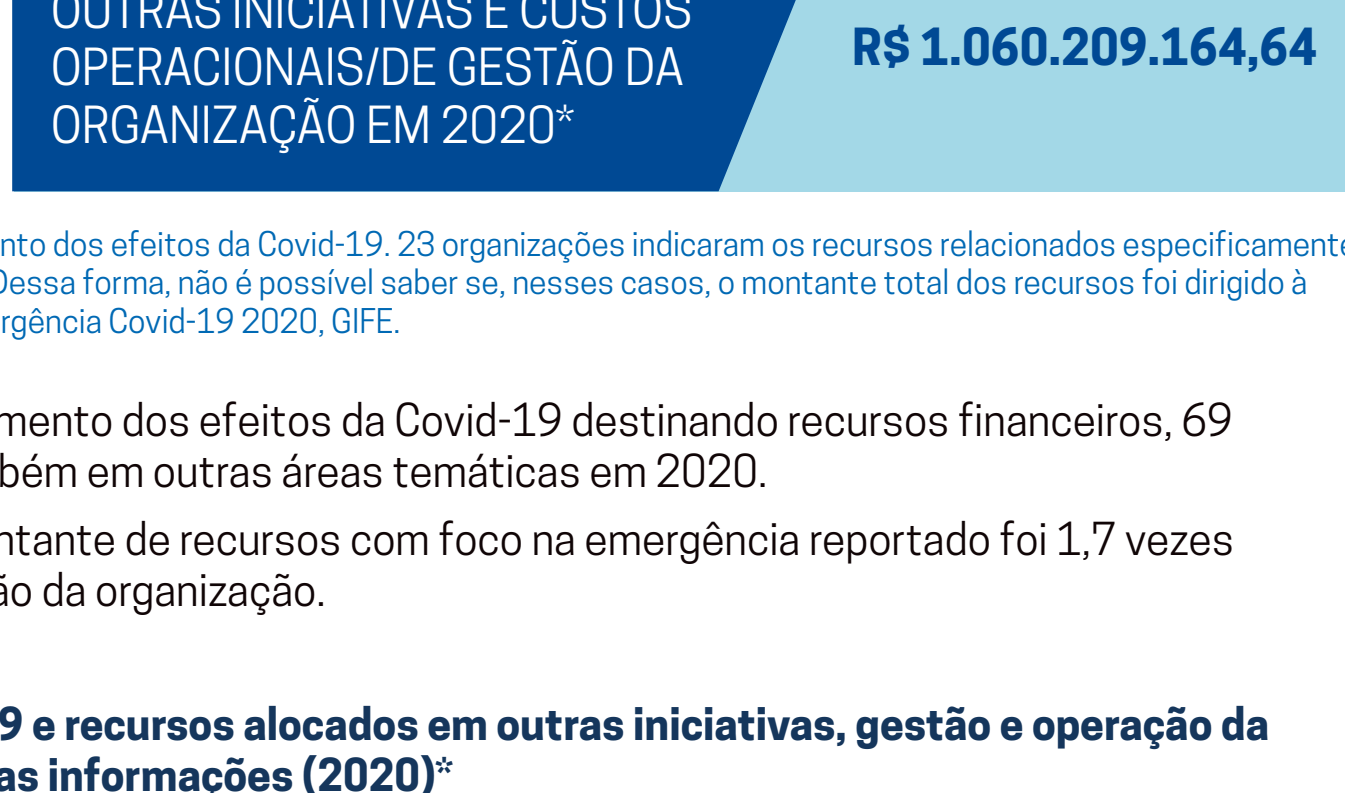 OUTRAS INICIATIVAS E CUSTOS
OPERACIONAIS/DE GESTÃO DA
ORGANIZAÇÃO EM 2020*
R$ 1.060.209.164,64
nto dos efeitos da Covid-19. 23 organizações indicaram os recursos relacionados especificamente
Dessa forma, não é possível saber se, nesses casos, o montante total dos recursos foi dirigido à
rgência Covid-19 2020, GIFE.
mento dos efeitos da Covid-19 destinando recursos financeiros, 69
mbém em outras áreas temáticas em 2020.
ntante de recursos com foco na emergência reportado foi 1,7 vezes
ão da organização.
9 e recursos alocados em outras iniciativas, gestão e operação da
as informações (2020)*